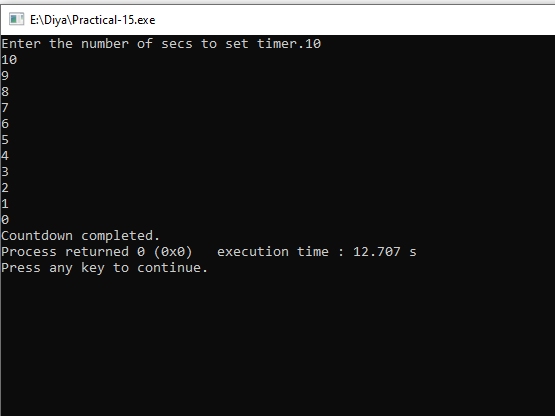 E:\Diya\Practical-15.exe
Enter the number of secs to set timer.10
10
9
8
7
6
5
4
3
2
1
0
Countdown completed.
Process returned 0 (0x0)   execution time : 12.707 s
Press any key to continue.